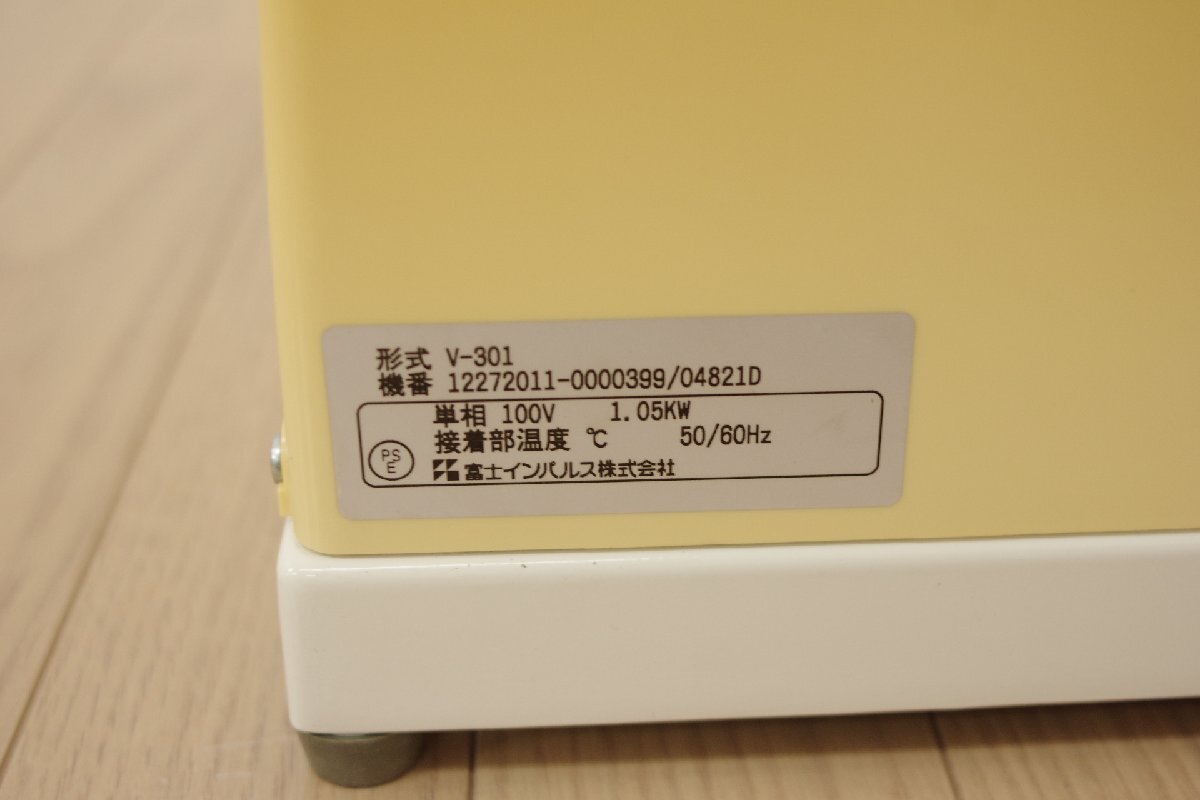 形式 V-301
機番 12272011-0000399/04821D
単相 100V 1.05KW
接着部温度 ℃ 50/60Hz
PS
E
富士インパルス株式会社